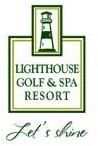 LIGHTHOUSE
GOLF & SPA
RESORT
Let's shine